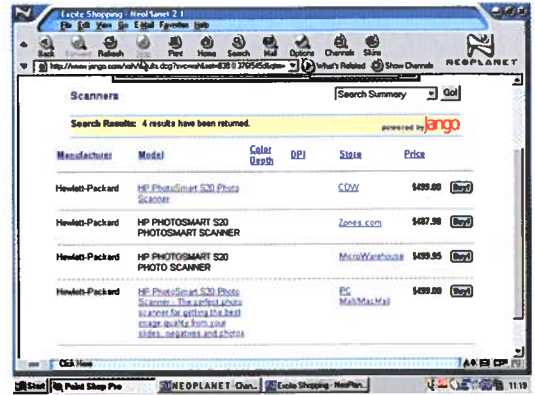 Excite Shopping - NeoPlanet 2.1
File Edit View Go E-Mail Favorites Help
Back Forward Refresh Stop Print Home Search Mail Options Channels Skins
What's Related Show Channels NEOPLANET
Scanners Search Summary Go!
Search Results: 4 results have been returned. powered by jango
Manufacturer Model Color Depth DPI Store Price
Hewlett-Packard HP PhotoSmart S20 Photo Scanner CDW $499.00 Buy!
Hewlett-Packard HP PHOTOSMART S20 PHOTOSMART SCANNER Zones.com $487.98 Buy!
Hewlett-Packard HP PHOTOSMART S20 PHOTO SCANNER MicroWarehouse $499.95 Buy!
Hewlett-Packard HP PhotoSmart S20 Photo Scanner - The perfect photo scanner for getting the best image quality from your slides, negatives and photos PC Mall/MacMall $499.00 Buy!
Click Here
Start Paint Shop Pro NEOPLANET - Chan... Excite Shopping - NeoPlan... 11:19